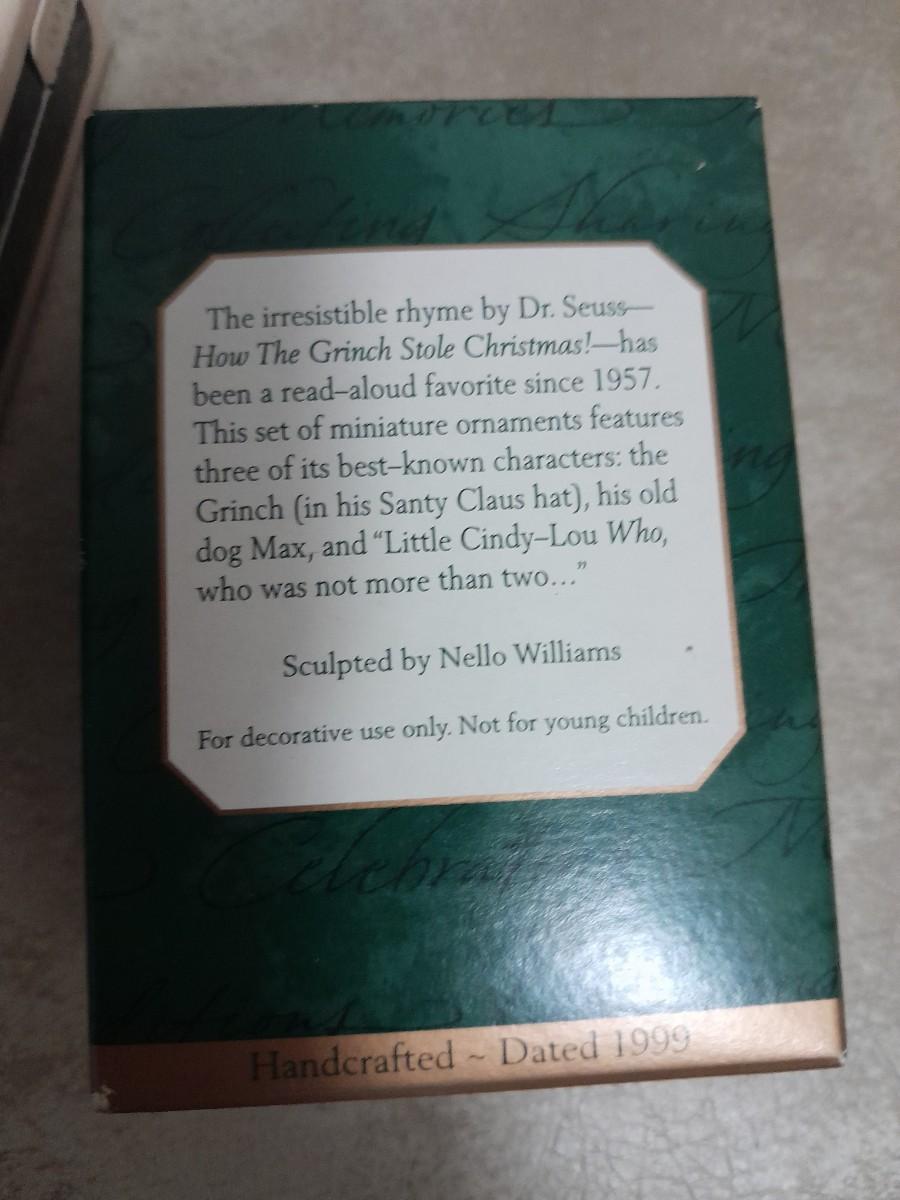 Memories
Collecting Sharing
The irresistible rhyme by Dr. Seuss—
How The Grinch Stole Christmas!—has
been a read–aloud favorite since 1957.
This set of miniature ornaments features
three of its best–known characters: the
Grinch (in his Santy Claus hat), his old
dog Max, and “Little Cindy–Lou Who,
who was not more than two…”
Sculpted by Nello Williams
For decorative use only. Not for young children.
Handcrafted ~ Dated 1999